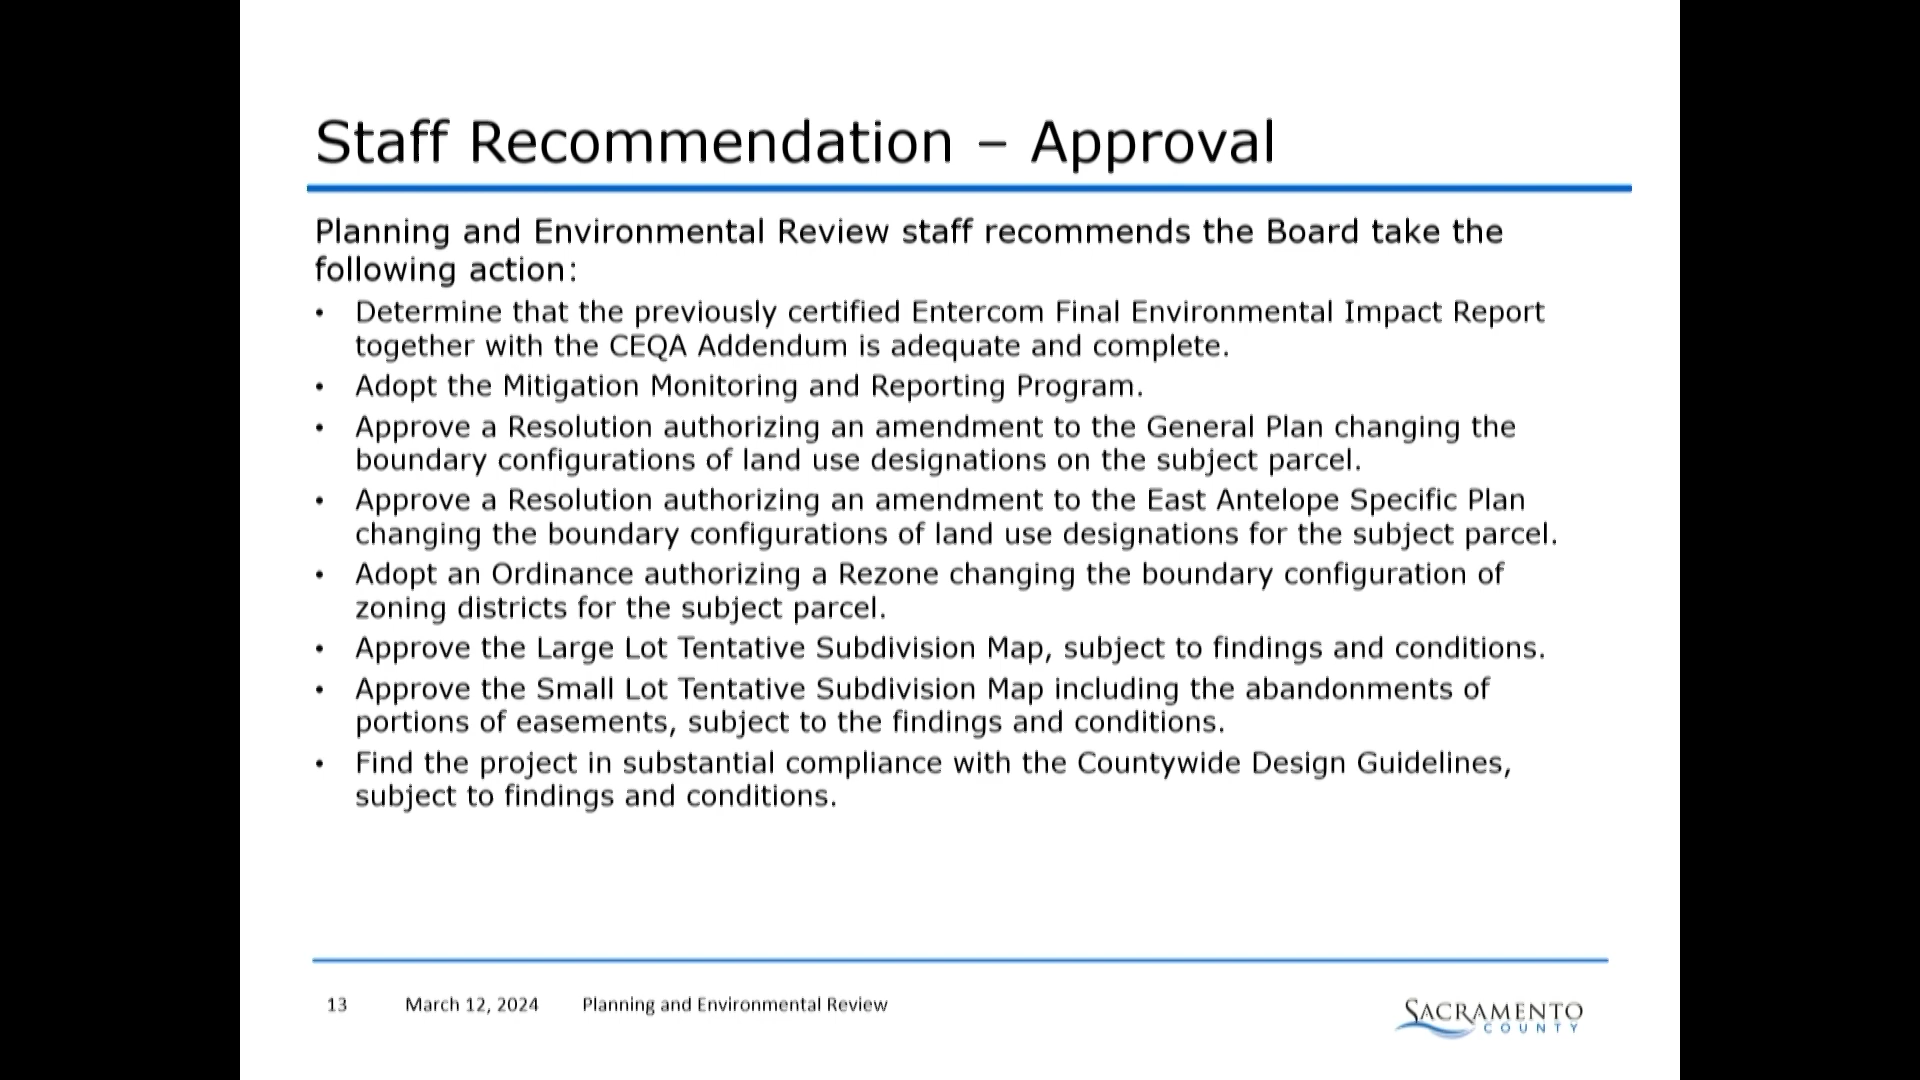 Staff Recommendation – Approval
Planning and Environmental Review staff recommends the Board take the
following action:
• Determine that the previously certified Entercom Final Environmental Impact Report
together with the CEQA Addendum is adequate and complete.
• Adopt the Mitigation Monitoring and Reporting Program.
• Approve a Resolution authorizing an amendment to the General Plan changing the
boundary configurations of land use designations on the subject parcel.
• Approve a Resolution authorizing an amendment to the East Antelope Specific Plan
changing the boundary configurations of land use designations for the subject parcel.
• Adopt an Ordinance authorizing a Rezone changing the boundary configuration of
zoning districts for the subject parcel.
• Approve the Large Lot Tentative Subdivision Map, subject to findings and conditions.
• Approve the Small Lot Tentative Subdivision Map including the abandonments of
portions of easements, subject to the findings and conditions.
• Find the project in substantial compliance with the Countywide Design Guidelines,
subject to findings and conditions.
13 March 12, 2024 Planning and Environmental Review
SACRAMENTO
COUNTY